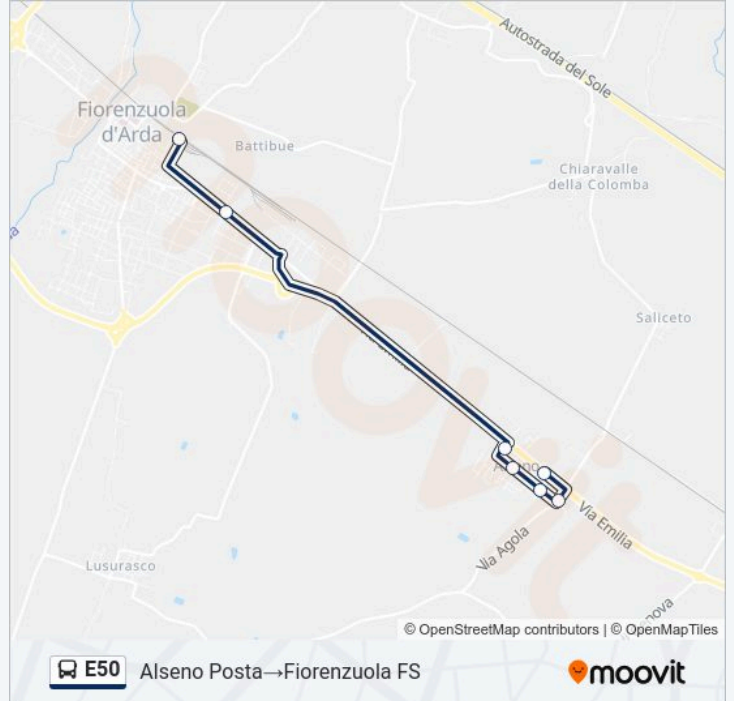 Autostrada del Sole
Fiorenzuola
d'Arda
Battibue
Chiaravalle
della Colomba
Saliceto
Via Emilia
Via Agola
Lusurasco
© OpenStreetMap contributors | © OpenMapTiles
E50 Alseno Posta→Fiorenzuola FS
moovit
moovit